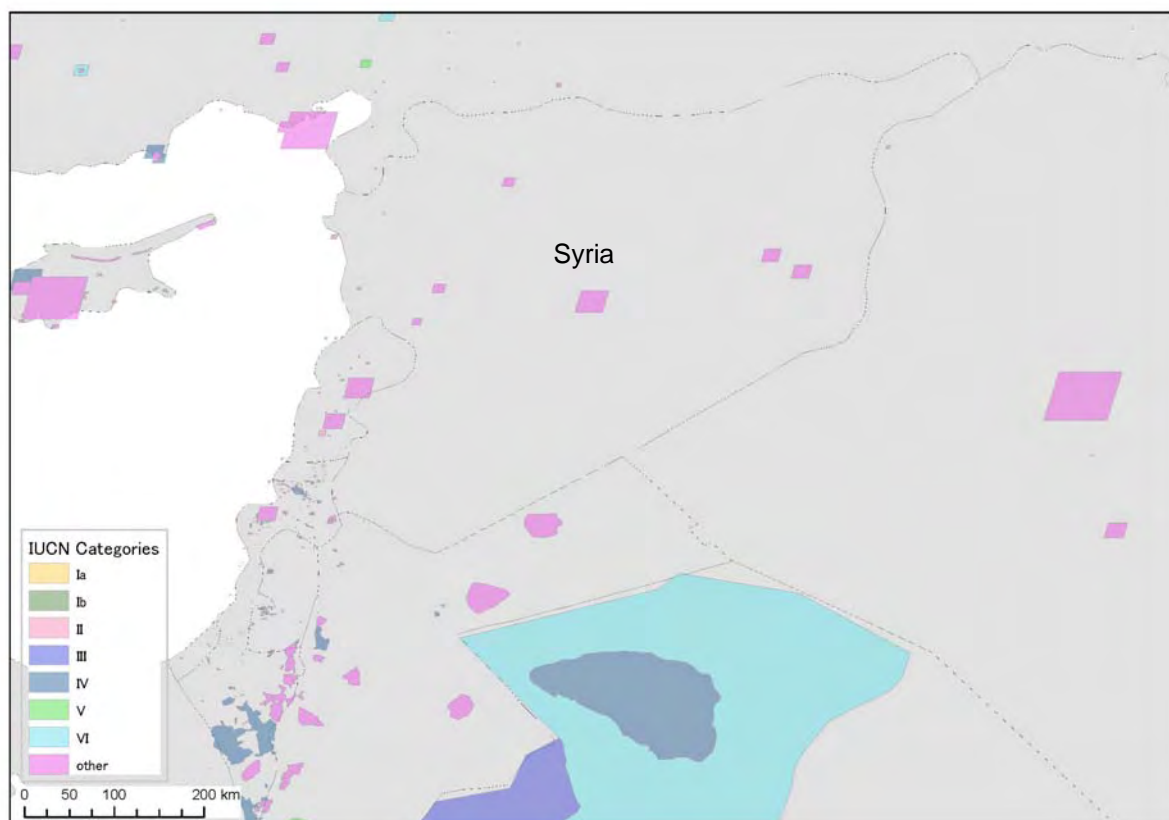 Syria
IUCN Categories
Ia
Ib
II
III
IV
V
VI
other
0 50 100 200 km